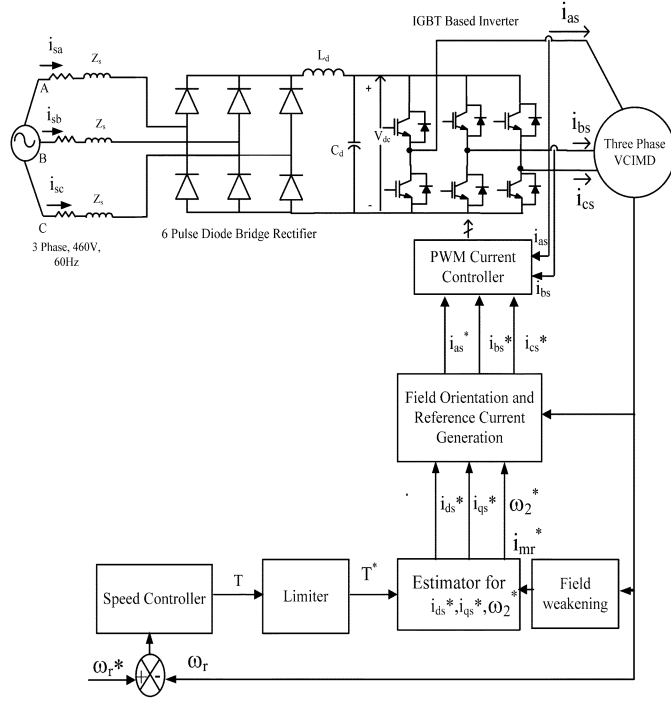 IGBT Based Inverter
i_as
i_sa
Z_s
L_d
A
+
i_sb
Z_s
V_dc
i_bs
Three Phase
VCIMD
B
C_d
i_sc
i_cs
Z_s
C
-
3 Phase, 460V,
60Hz
6 Pulse Diode Bridge Rectifier
i_as
PWM Current
Controller
i_bs
i_as* i_bs* i_cs*
Field Orientation and
Reference Current
Generation
i_ds* i_qs* ω_2*
i_mr*
Speed Controller
T
Limiter
T*
Estimator for
i_ds*,i_qs*,ω_2*
Field
weakening
ω_r*
+ -
ω_r